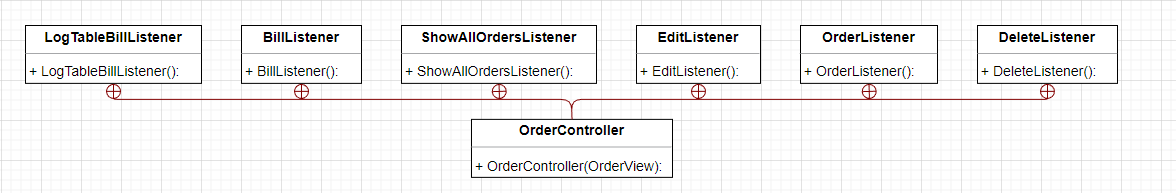 LogTableBillListener
+ LogTableBillListener():
BillListener
+ BillListener():
ShowAllOrdersListener
+ ShowAllOrdersListener():
EditListener
+ EditListener():
OrderListener
+ OrderListener():
DeleteListener
+ DeleteListener():
OrderController
+ OrderController(OrderView):